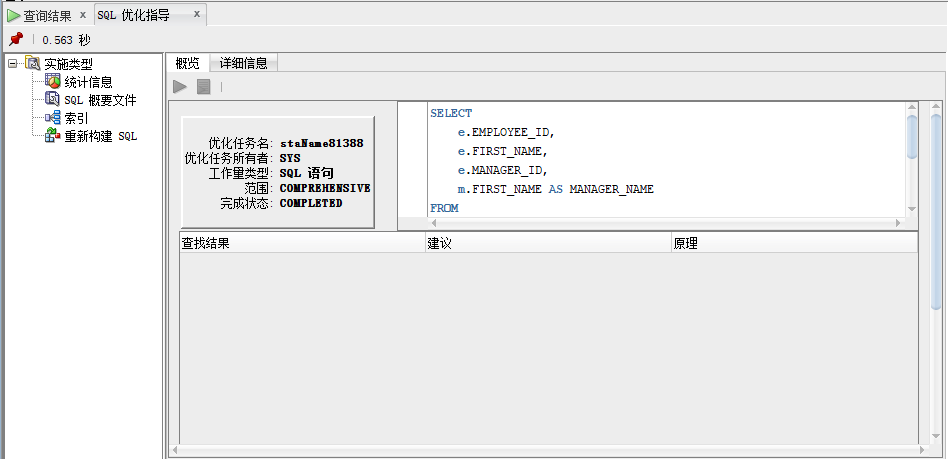 查询结果 x SQL 优化指导 x
0.563 秒
实施类型
统计信息
SQL 概要文件
索引
重新构建 SQL
概览 详细信息
优化任务名: staName81388
优化任务所有者: SYS
工作量类型: SQL 语句
范围: COMPREHENSIVE
完成状态: COMPLETED
SELECT
e.EMPLOYEE_ID,
e.FIRST_NAME,
e.MANAGER_ID,
m.FIRST_NAME AS MANAGER_NAME
FROM
查找结果 建议 原理